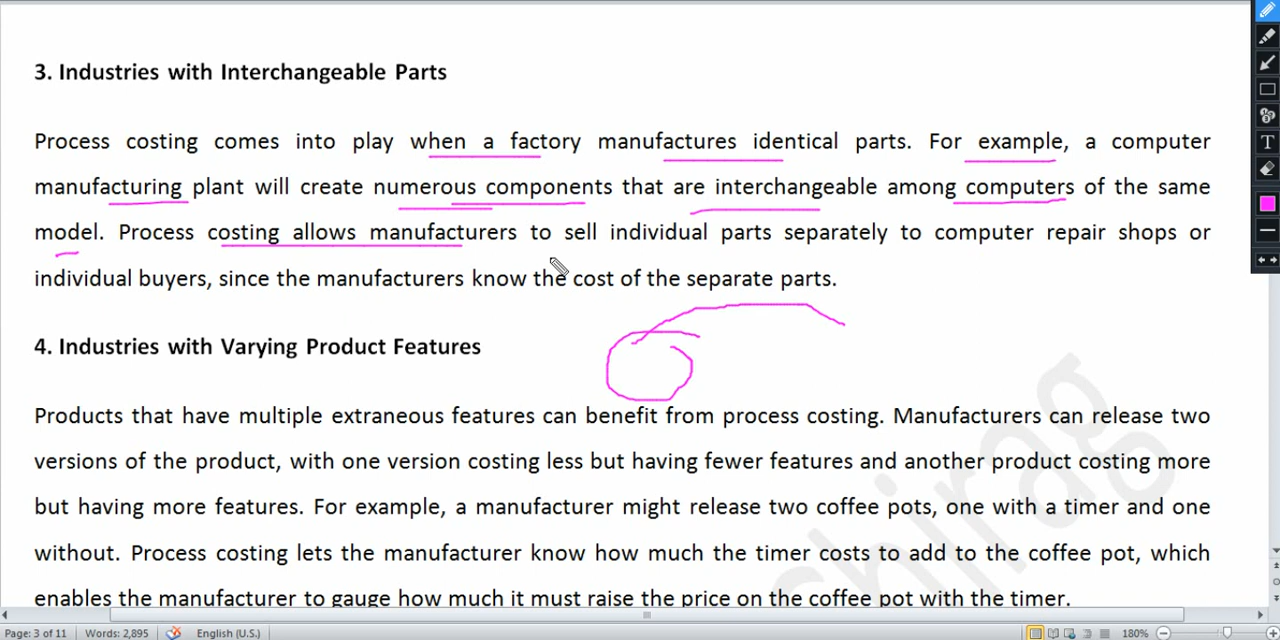 3. Industries with Interchangeable Parts
Process costing comes into play when a factory manufactures identical parts. For example, a computer
manufacturing plant will create numerous components that are interchangeable among computers of the same
model. Process costing allows manufacturers to sell individual parts separately to computer repair shops or
individual buyers, since the manufacturers know the cost of the separate parts.
4. Industries with Varying Product Features
Products that have multiple extraneous features can benefit from process costing. Manufacturers can release two
versions of the product, with one version costing less but having fewer features and another product costing more
but having more features. For example, a manufacturer might release two coffee pots, one with a timer and one
without. Process costing lets the manufacturer know how much the timer costs to add to the coffee pot, which
enables the manufacturer to gauge how much it must raise the price on the coffee pot with the timer.
Page: 3 of 11 Words: 2,895 English (U.S.) 180%